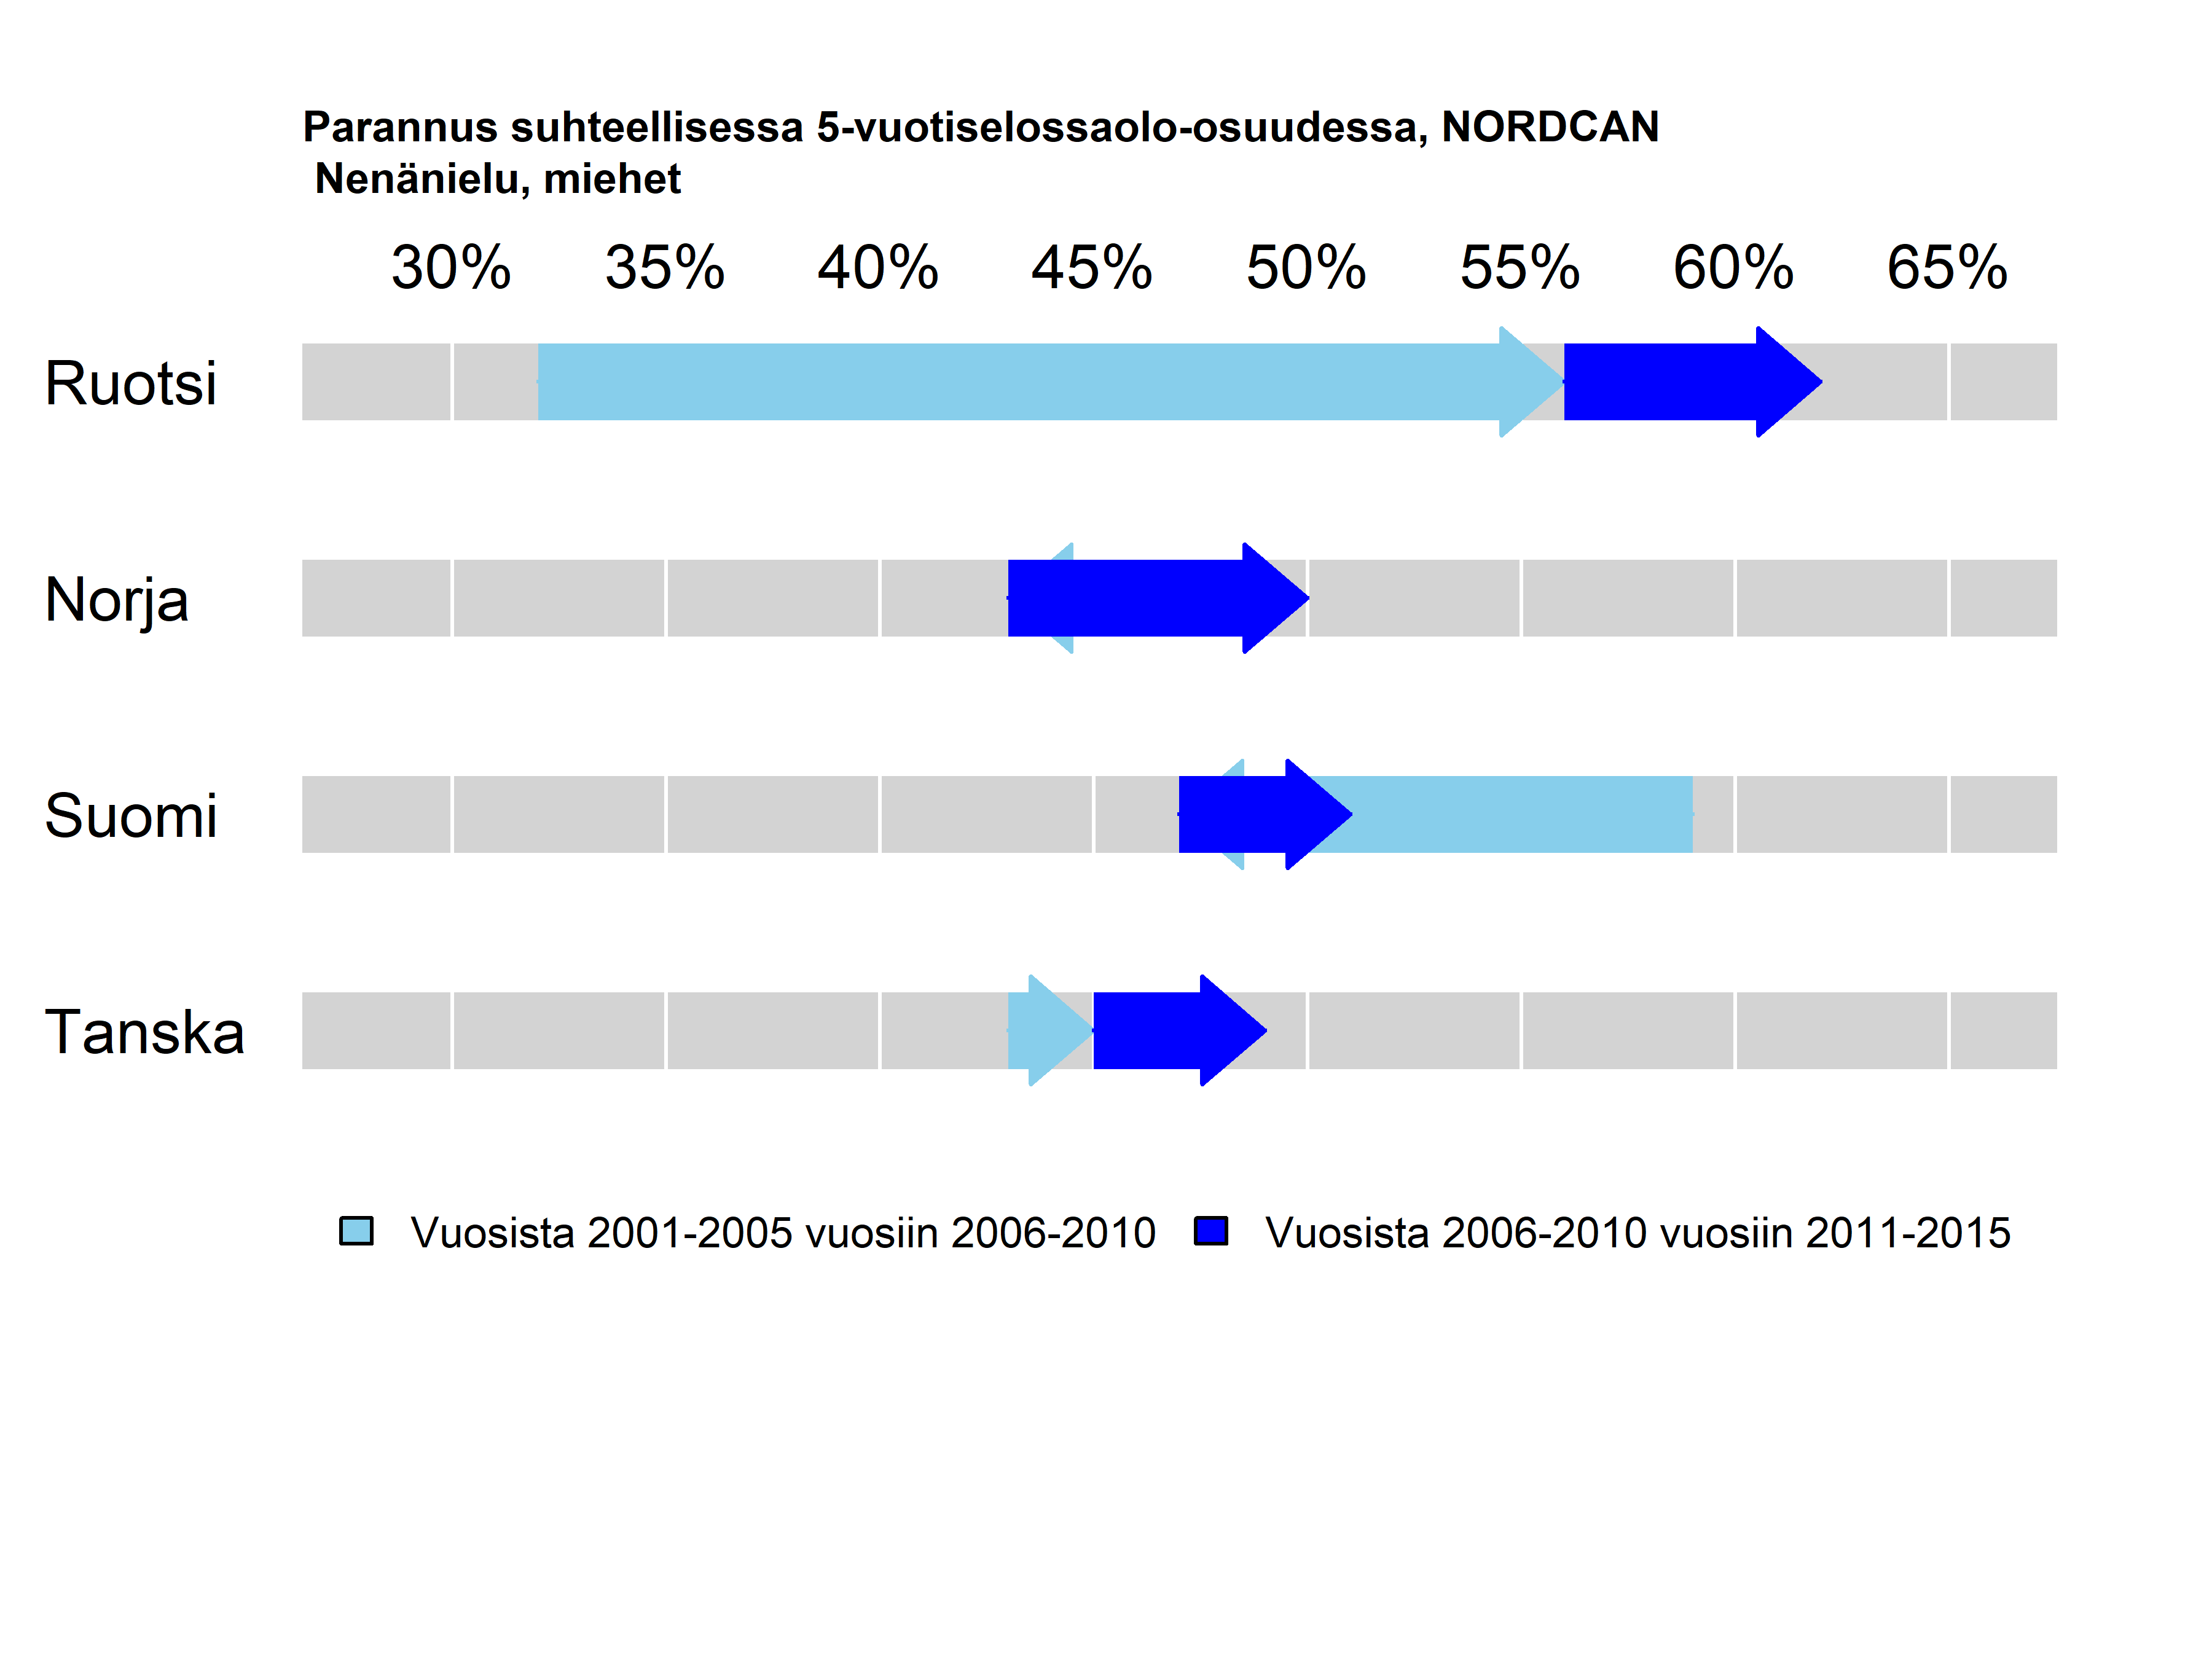 Parannus suhteellisessa 5-vuotiselossaolo-osuudessa, NORDCAN
Nenänielu, miehet
30% 35% 40% 45% 50% 55% 60% 65%
Ruotsi
Norja
Suomi
Tanska
Vuosista 2001-2005 vuosiin 2006-2010 Vuosista 2006-2010 vuosiin 2011-2015